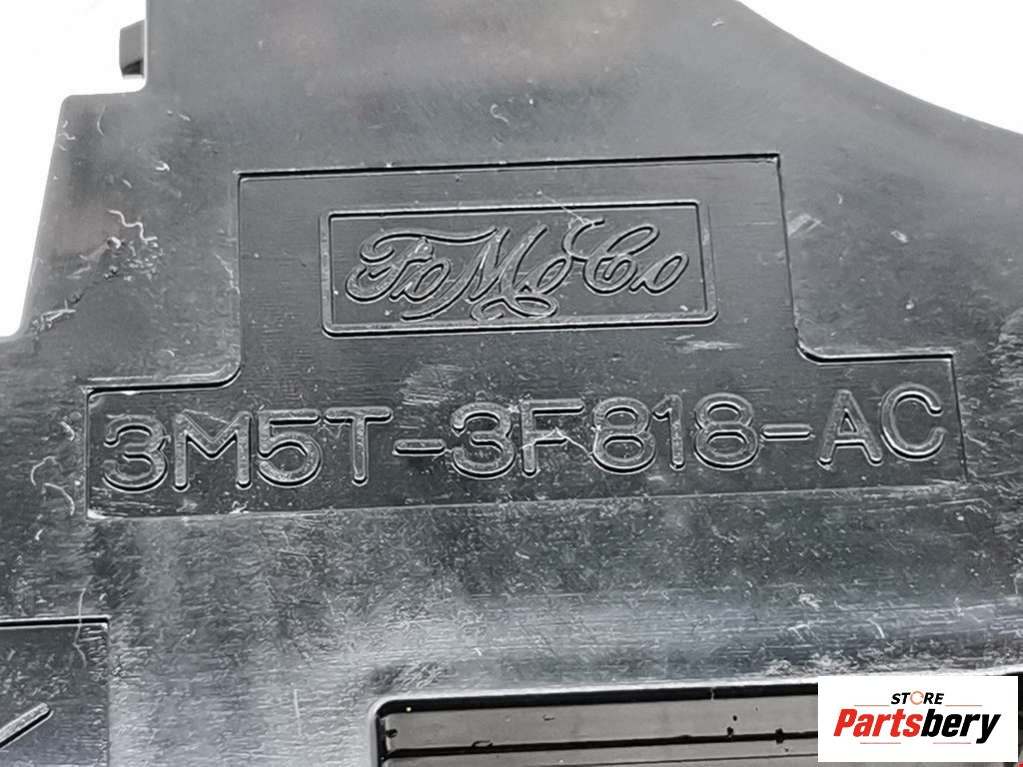 FoMoCo
3M5T-3F818-AC
STORE
Partsbery